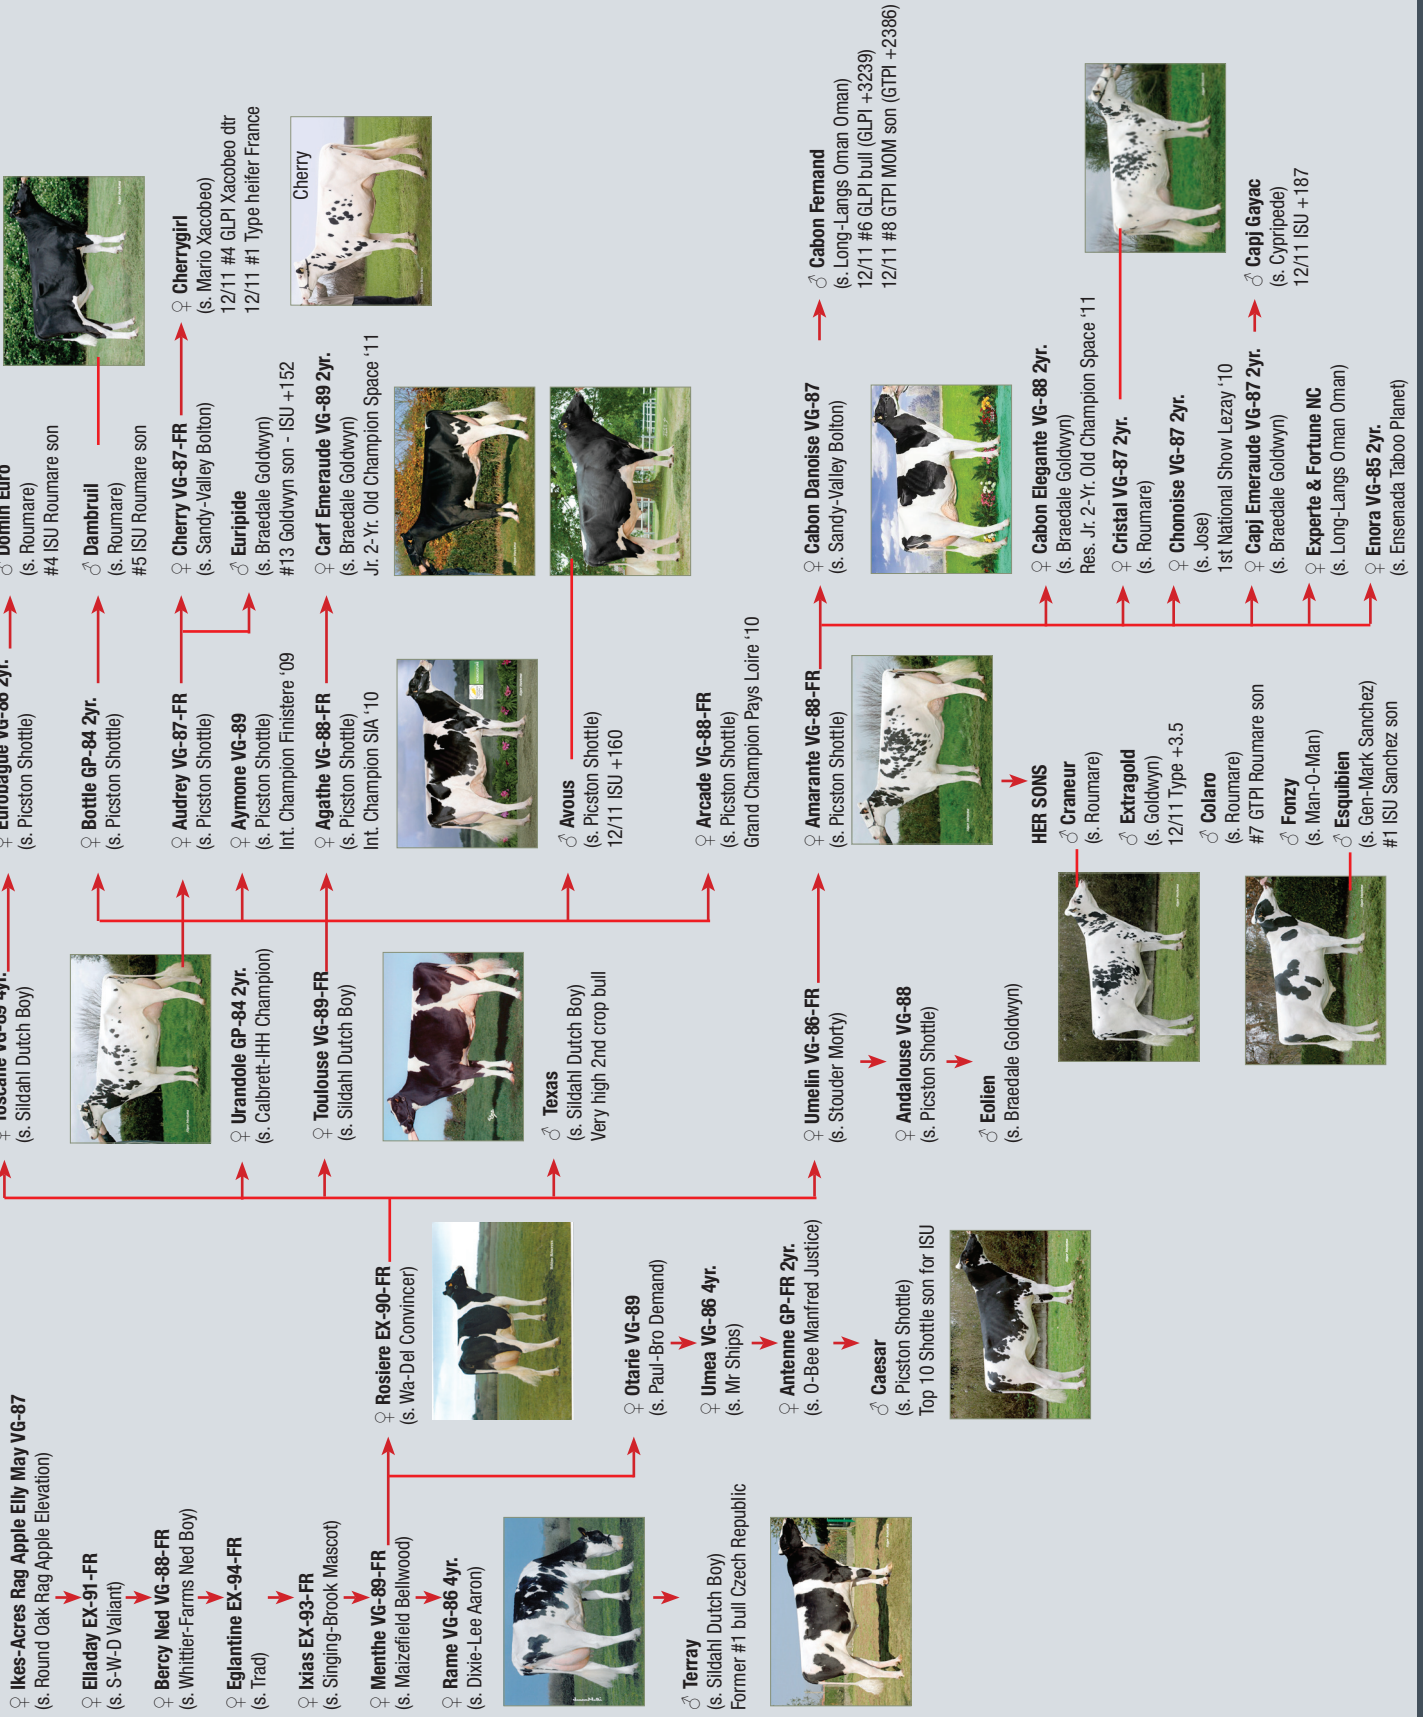 ♀ Ikes-Acres Rag Apple Elly May VG-87
(s. Round Oak Rag Apple Elevation)
♀ Elladay EX-91-FR
(s. S-W-D Valiant)
♀ Bercy Ned VG-88-FR
(s. Whittier-Farms Ned Boy)
♀ Eglantine EX-94-FR
(s. Trad)
♀ Ixias EX-93-FR
(s. Singing-Brook Mascot)
♀ Menthe VG-89-FR
(s. Maizefield Bellwood)
♀ Rame VG-86 4yr.
(s. Dixie-Lee Aaron)
♂ Terray
(s. Sildahl Dutch Boy)
Former #1 bull Czech Republic
♀ Rosiere EX-90-FR
(s. Wa-Del Convincer)
♀ Otarie VG-89
(s. Paul-Bro Demand)
♀ Umea VG-86 4yr.
(s. Mr Ships)
♀ Antenne GP-FR 2yr.
(s. O-Bee Manfred Justice)
♂ Caesar
(s. Picston Shottle)
Top 10 Shottle son for ISU
♀ Toscane VG-89 4yr.
(s. Sildahl Dutch Boy)
♀ Urandole GP-84 2yr.
(s. Calbrett-IHH Champion)
♀ Toulouse VG-89-FR
(s. Sildahl Dutch Boy)
♂ Texas
(s. Sildahl Dutch Boy)
Very high 2nd crop bull
♀ Umelin VG-86-FR
(s. Stouder Morty)
♀ Andalouse VG-88
(s. Picston Shottle)
♂ Eolien
(s. Braedale Goldwyn)
♀ Eurobague VG-86 2yr.
(s. Picston Shottle)
♀ Bottle GP-84 2yr.
(s. Picston Shottle)
♀ Audrey VG-87-FR
(s. Picston Shottle)
♀ Aymone VG-89
(s. Picston Shottle)
Int. Champion Finistere ‘09
♀ Agathe VG-88-FR
(s. Picston Shottle)
Int. Champion SIA ‘10
♂ Avous
(s. Picston Shottle)
12/11 ISU +160
♀ Arcade VG-88-FR
(s. Picston Shottle)
Grand Champion Pays Loire ‘10
♀ Amarante VG-88-FR
(s. Picston Shottle)
HER SONS
♂ Craneur
(s. Roumare)
♂ Extragold
(s. Goldwyn)
12/11 Type +3.5
♂ Colaro
(s. Roumare)
#7 GTPI Roumare son
♂ Fonzy
(s. Man-O-Man)
♂ Esquibien
(s. Gen-Mark Sanchez)
#1 ISU Sanchez son
♂ Domin Euro
(s. Roumare)
#4 ISU Roumare son
♂ Dambruil
(s. Roumare)
#5 ISU Roumare son
♀ Cherry VG-87-FR
(s. Sandy-Valley Bolton)
♂ Euripide
(s. Braedale Goldwyn)
#13 Goldwyn son - ISU +152
♀ Carf Emeraude VG-89 2yr.
(s. Braedale Goldwyn)
Jr. 2-Yr. Old Champion Space ‘11
♀ Cabon Danoise VG-87
(s. Sandy-Valley Bolton)
♀ Cabon Elegante VG-88 2yr.
(s. Braedale Goldwyn)
Res. Jr. 2-Yr. Old Champion Space ‘11
♀ Cristal VG-87 2yr.
(s. Roumare)
♀ Chonoise VG-87 2yr.
(s. Jose)
1st National Show Lezay ‘10
♀ Capj Emeraude VG-87 2yr.
(s. Braedale Goldwyn)
♀ Experte & Fortune NC
(s. Long-Langs Oman Oman)
♀ Enora VG-85 2yr.
(s. Ensenada Taboo Planet)
♀ Cherrygirl
(s. Mario Xacobeo)
12/11 #4 GLPI Xacobeo dtr
12/11 #1 Type heifer France
Cherry
♂ Cabon Fernand
(s. Long-Langs Oman Oman)
12/11 #6 GLPI bull (GLPI +3239)
12/11 #8 GTPI MOM son (GTPI +2386)
♂ Capj Gayac
(s. Cypripede)
12/11 ISU +187